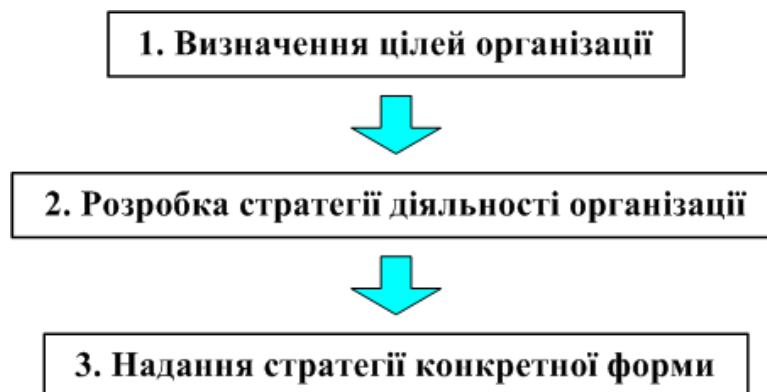 1. Визначення цілей організації
2. Розробка стратегії діяльності організації
3. Надання стратегії конкретної форми